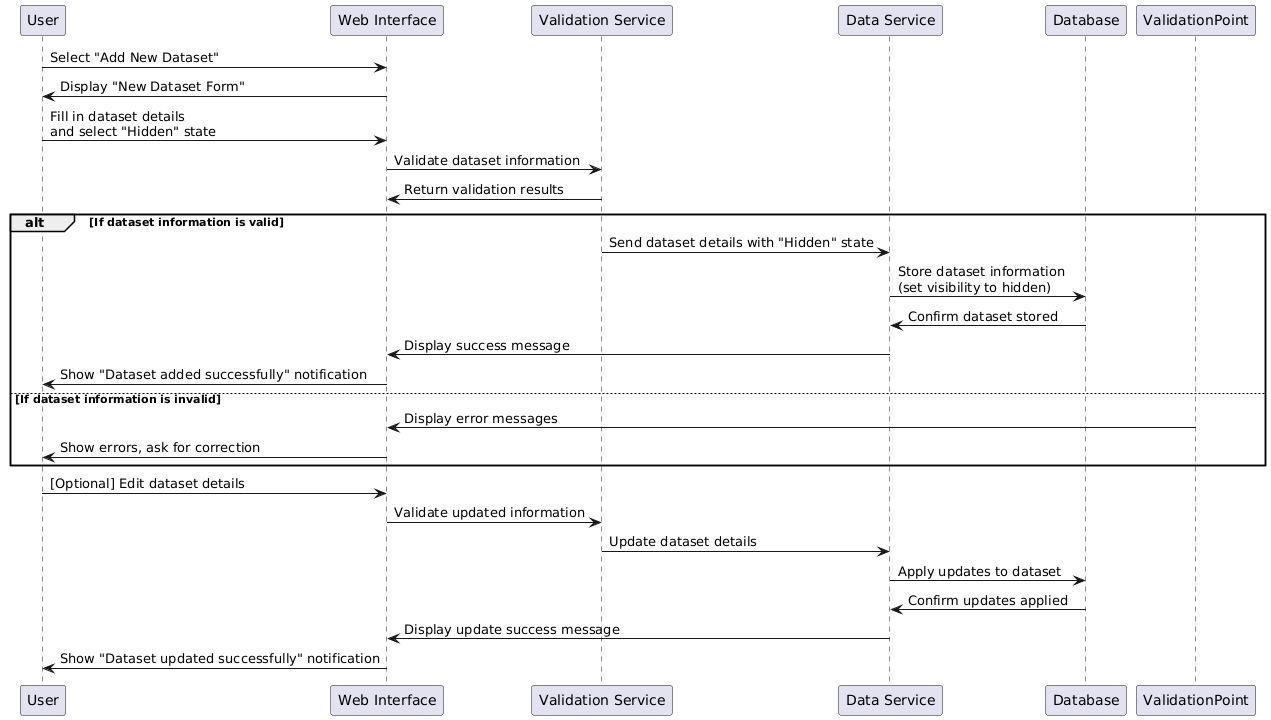 User
Web Interface
Validation Service
Data Service
Database
ValidationPoint
Select "Add New Dataset"
Display "New Dataset Form"
Fill in dataset details
and select "Hidden" state
Validate dataset information
Return validation results
alt
[If dataset information is valid]
Send dataset details with "Hidden" state
Store dataset information
(set visibility to hidden)
Confirm dataset stored
Display success message
Show "Dataset added successfully" notification
[If dataset information is invalid]
Display error messages
Show errors, ask for correction
[Optional] Edit dataset details
Validate updated information
Update dataset details
Apply updates to dataset
Confirm updates applied
Display update success message
Show "Dataset updated successfully" notification
User
Web Interface
Validation Service
Data Service
Database
ValidationPoint